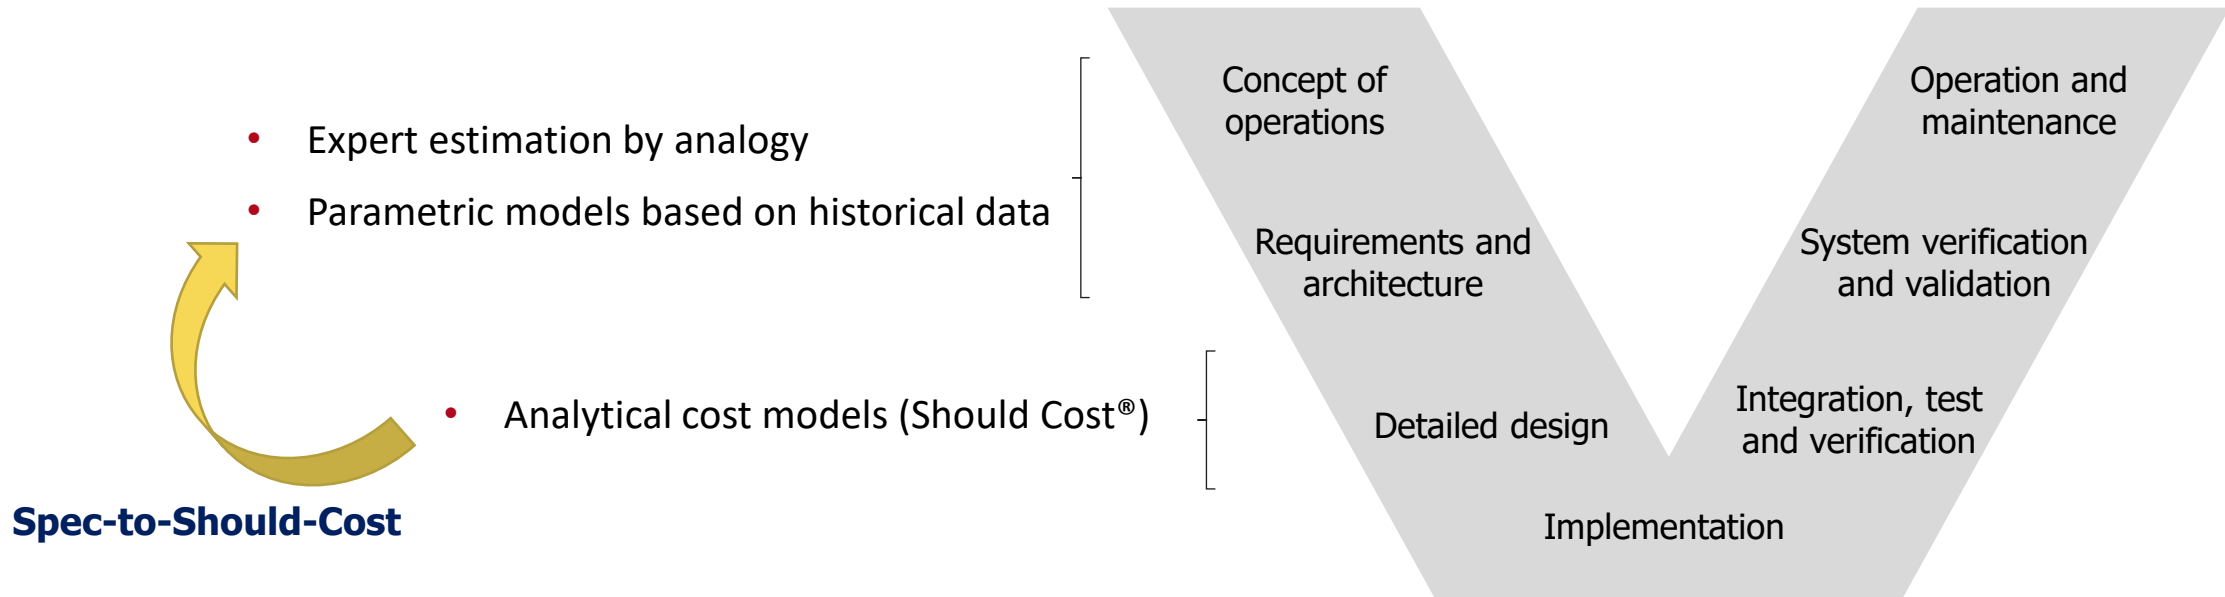 • Expert estimation by analogy
• Parametric models based on historical data
• Analytical cost models (Should Cost®)
Spec-to-Should-Cost
Concept of
operations
Requirements and
architecture
Detailed design
Implementation
Integration, test
and verification
System verification
and validation
Operation and
maintenance